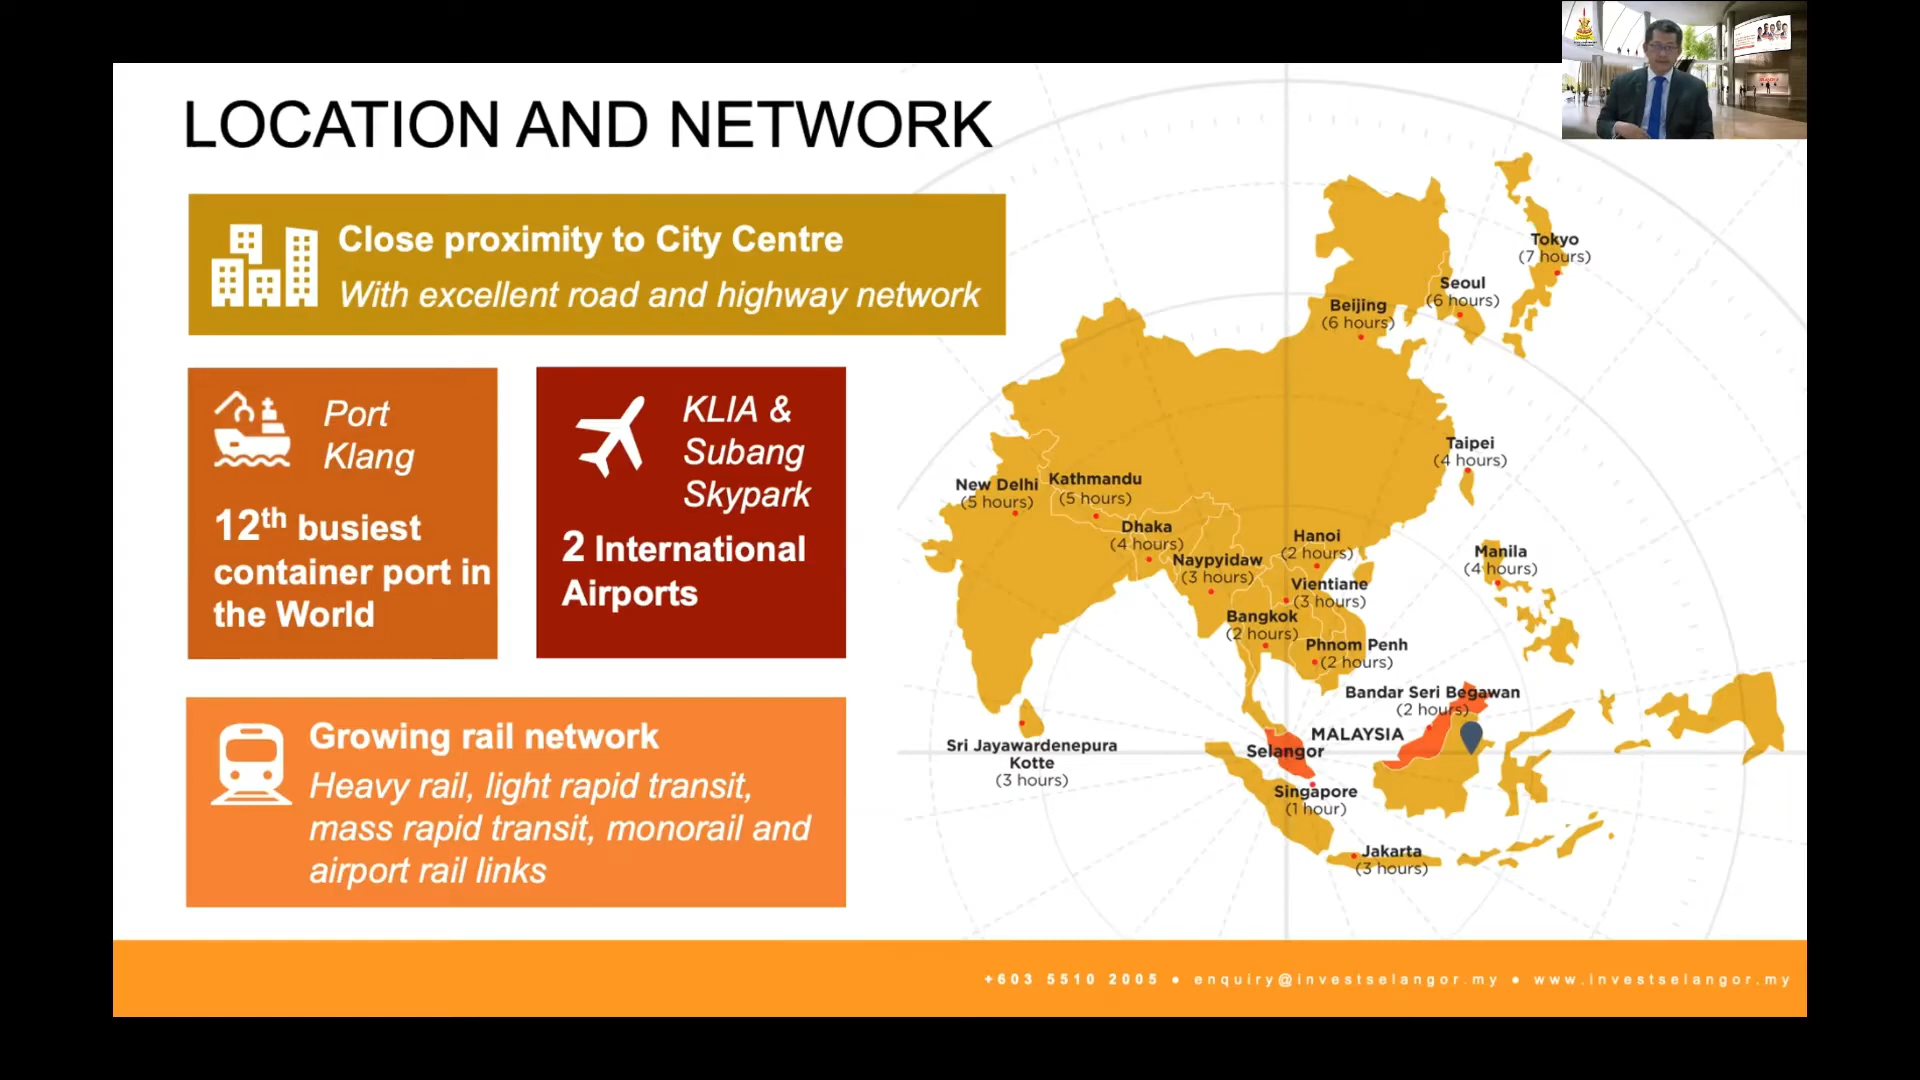 LOCATION AND NETWORK
Close proximity to City Centre
With excellent road and highway network
Port
Klang
12th busiest
container port in
the World
KLIA &
Subang
Skypark
2 International
Airports
Growing rail network
Heavy rail, light rapid transit,
mass rapid transit, monorail and
airport rail links
Tokyo
(7 hours)
Seoul
(6 hours)
Beijing
(6 hours)
Taipei
(4 hours)
New Delhi
(5 hours)
Kathmandu
(5 hours)
Dhaka
(4 hours)
Naypyidaw
(3 hours)
Hanoi
(2 hours)
Vientiane
(3 hours)
Bangkok
(2 hours)
Phnom Penh
(2 hours)
Manila
(4 hours)
Bandar Seri Begawan
(2 hours)
MALAYSIA
Selangor
Sri Jayawardenepura
Kotte
(3 hours)
Singapore
(1 hour)
Jakarta
(3 hours)
+603 5510 2005 • enquiry@investselangor.my • www.investselangor.my